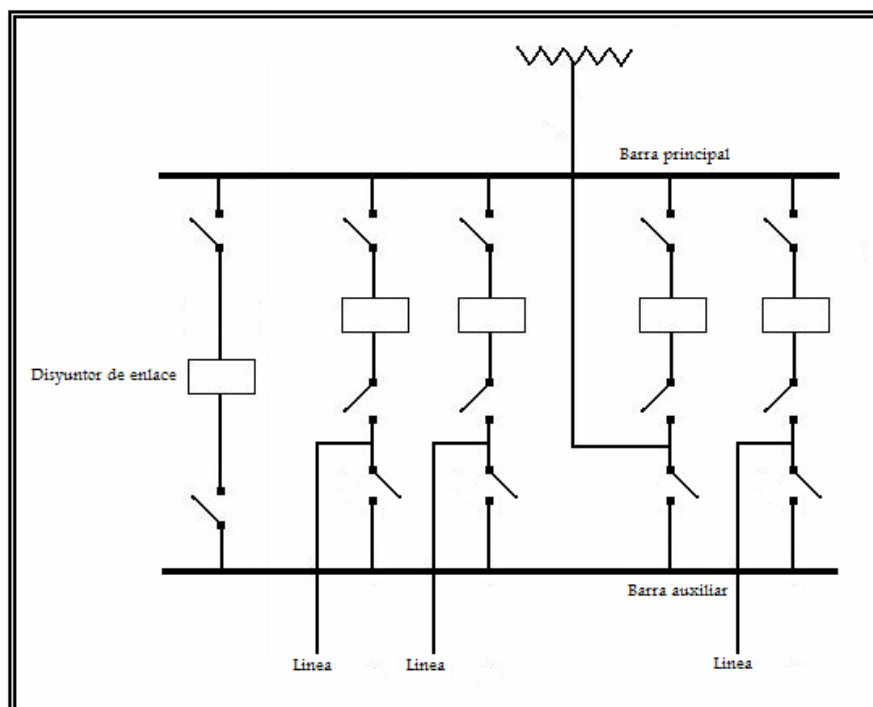 Barra principal
Disyuntor de enlace
Barra auxiliar
Linea
Linea
Linea